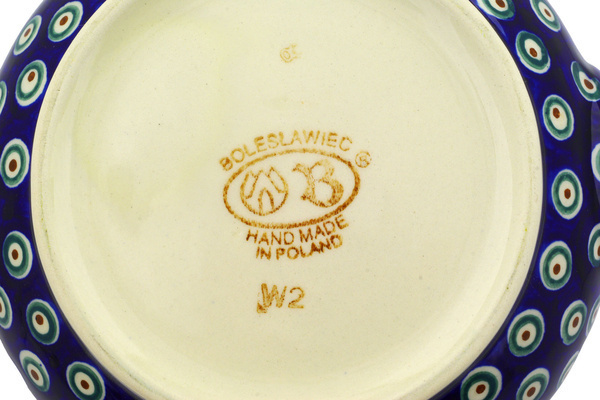 BOLESLAWIEC
B
HAND MADE
IN POLAND
W2